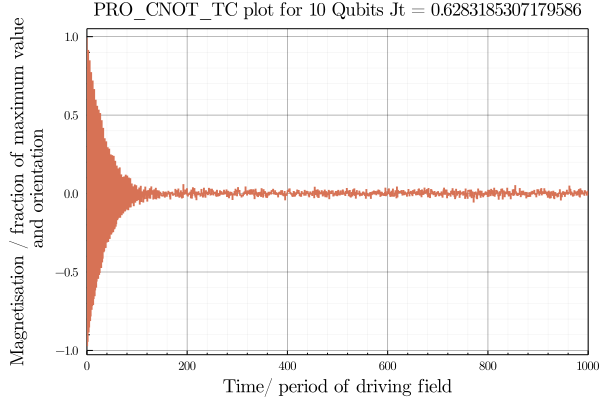 PRO_CNOT_TC plot for 10 Qubits Jt = 0.6283185307179586
Magnetisation / fraction of maximum value
and orientation
1.0
0.5
0.0
−0.5
−1.0
0 200 400 600 800 1000
Time/ period of driving field